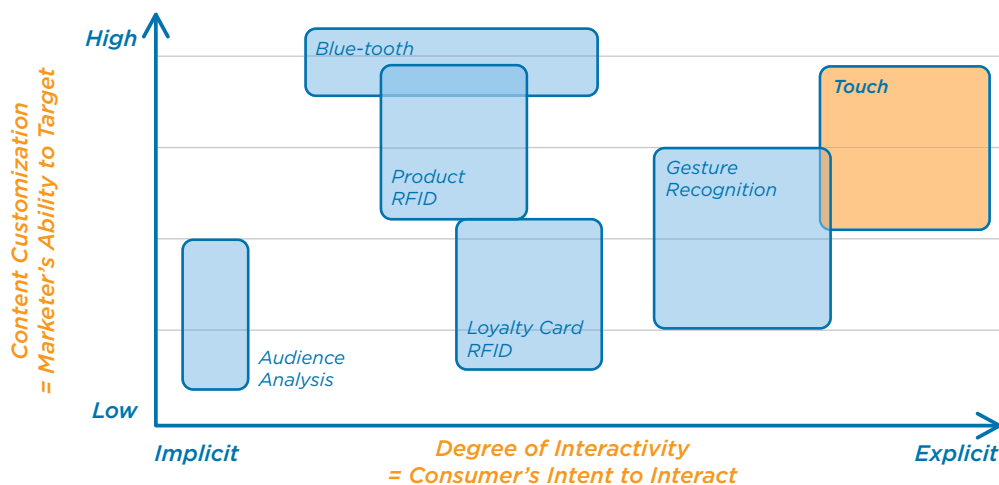 High
Content Customization
= Marketer's Ability to Target
Blue-tooth
Touch
Product
RFID
Gesture
Recognition
Loyalty Card
RFID
Audience
Analysis
Low
Implicit
Degree of Interactivity
= Consumer's Intent to Interact
Explicit